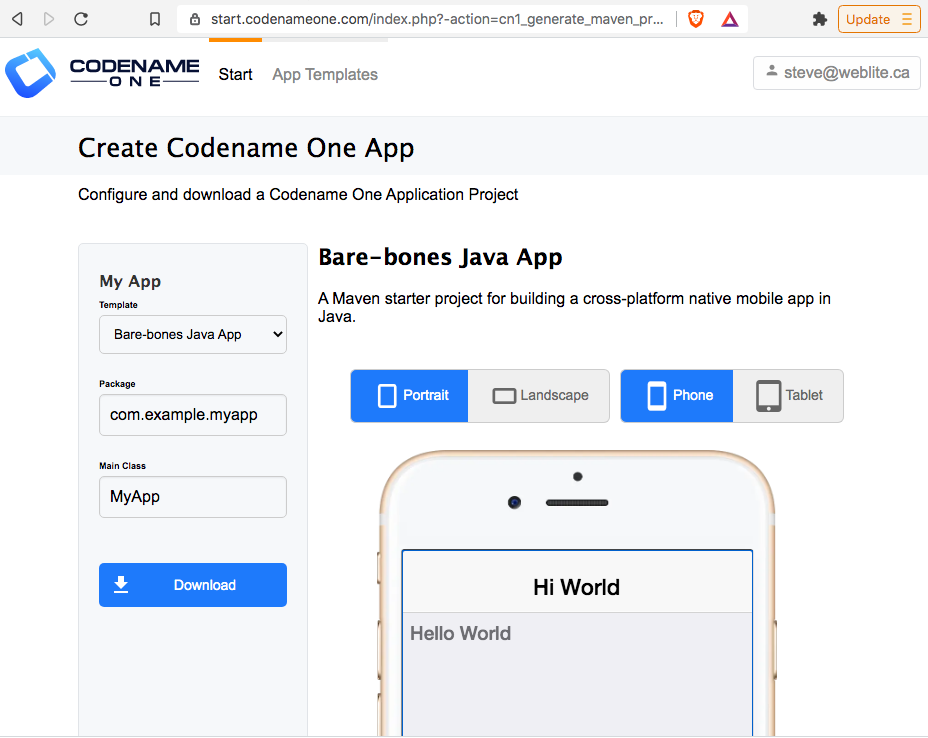 start.codenameone.com/index.php?-action=cn1_generate_maven_pr...
Update
CODENAME
ONE
Start
App Templates
steve@weblite.ca
Create Codename One App
Configure and download a Codename One Application Project
My App
Template
Bare-bones Java App
Package
com.example.myapp
Main Class
MyApp
Download
Bare-bones Java App
A Maven starter project for building a cross-platform native mobile app in
Java.
Portrait
Landscape
Phone
Tablet
Hi World
Hello World